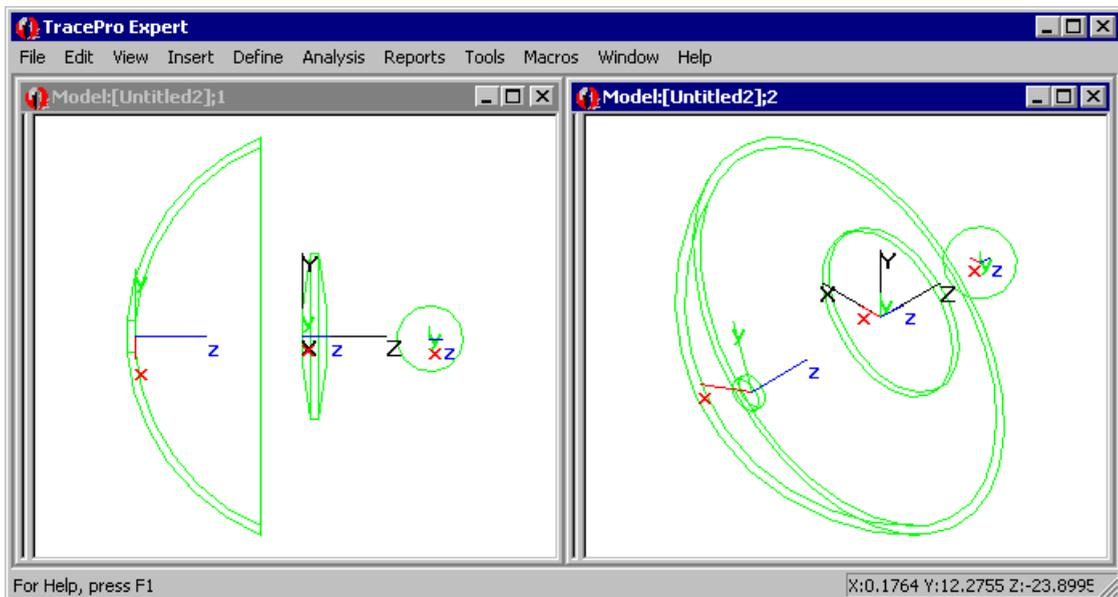 TracePro Expert
File Edit View Insert Define Analysis Reports Tools Macros Window Help
Model:[Untitled2];1
Model:[Untitled2];2
y
z
x
Y
y
X
x
z
Z
y
x
z
y
x
z
Y
X
Z
y
x
z
x
y
z
For Help, press F1
X:0.1764 Y:12.2755 Z:-23.8995